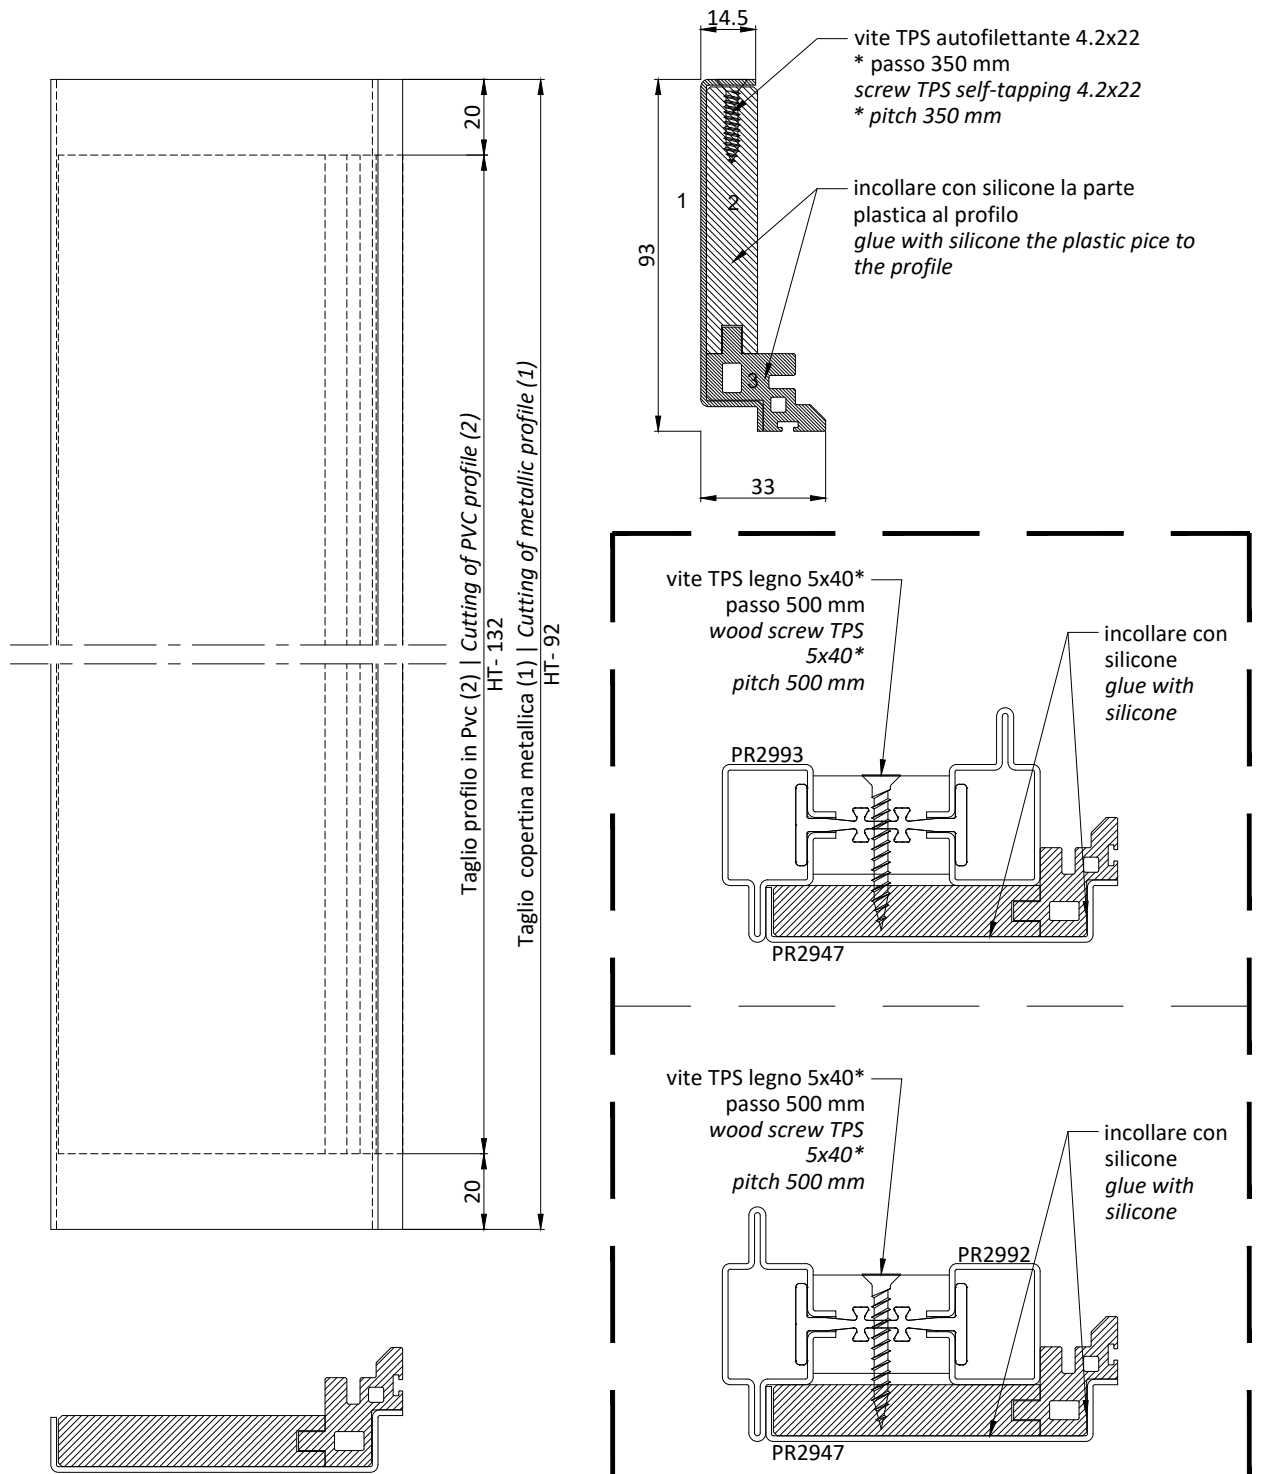 14.5
vite TPS autofilettante 4.2x22
* passo 350 mm
screw TPS self-tapping 4.2x22
* pitch 350 mm
20
1
2
incollare con silicone la parte
plastica al profilo
glue with silicone the plastic pice to
the profile
93
3
33
Taglio profilo in Pvc (2) | Cutting of PVC profile (2)
HT- 132
Taglio copertina metallica (1) | Cutting of metallic profile (1)
HT- 92
20
vite TPS legno 5x40*
passo 500 mm
wood screw TPS
5x40*
pitch 500 mm
incollare con
silicone
glue with
silicone
PR2993
PR2947
vite TPS legno 5x40*
passo 500 mm
wood screw TPS
5x40*
pitch 500 mm
incollare con
silicone
glue with
silicone
PR2992
PR2947